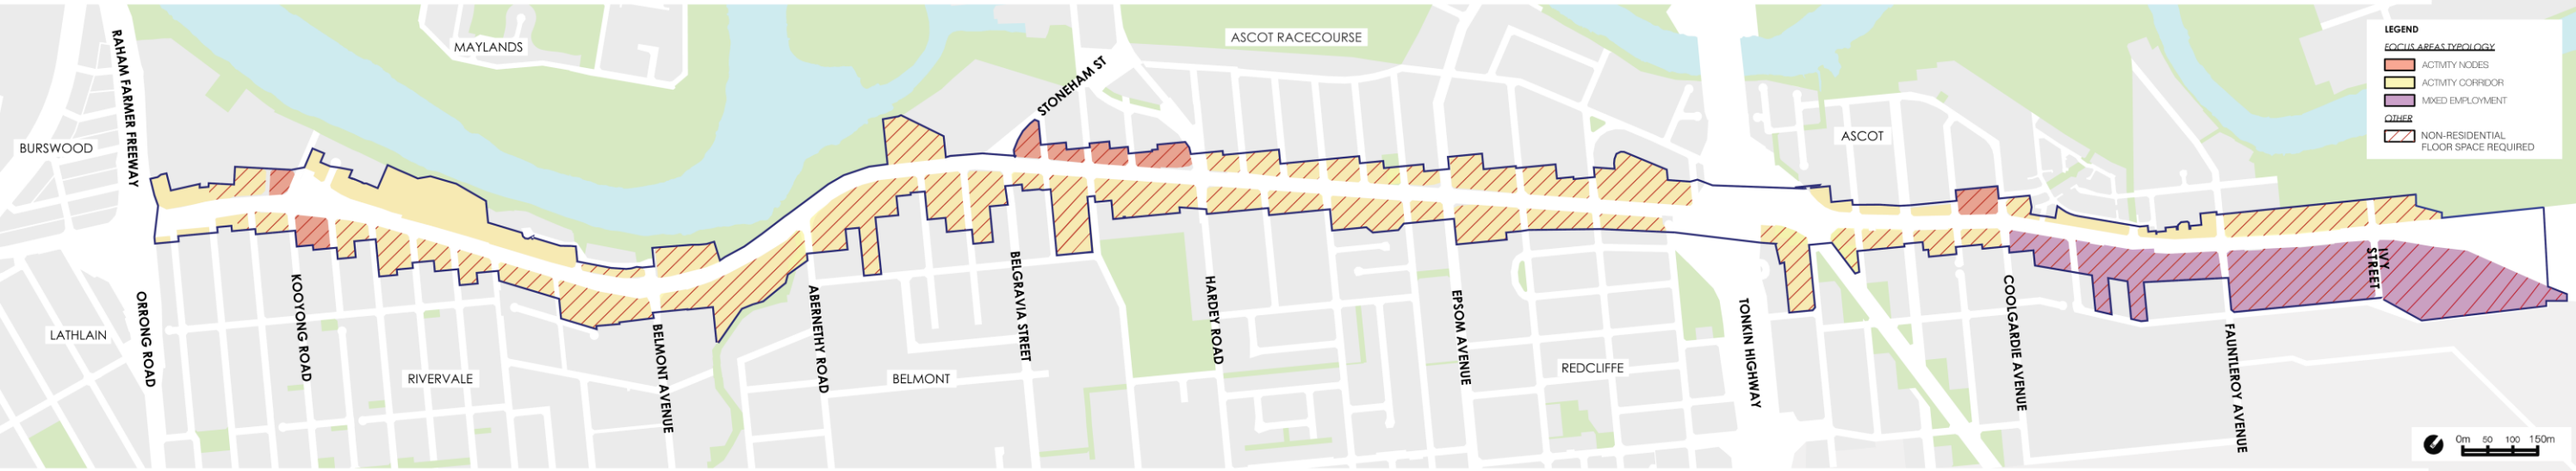 RAHAM FARMER FREEWAY
MAYLANDS
STONEHAM ST
ASCOT RACECOURSE
BURSWOOD
ASCOT
LATHLAIN
ORRONG ROAD
KOOYONG ROAD
RIVERVALE
BELMONT AVENUE
ABERNETHY ROAD
BELMONT
BELGRAVIA STREET
HARDEY ROAD
EPSOM AVENUE
REDCLIFFE
TONKIN HIGHWAY
COOLGARDIE AVENUE
FAUNTLEROY AVENUE
IVY
STREET
LEGEND
FOCUS AREAS TYPOLOGY
ACTIVITY NODES
ACTIVITY CORRIDOR
MIXED EMPLOYMENT
OTHER
NON-RESIDENTIAL
FLOOR SPACE REQUIRED
0m 50 100 150m